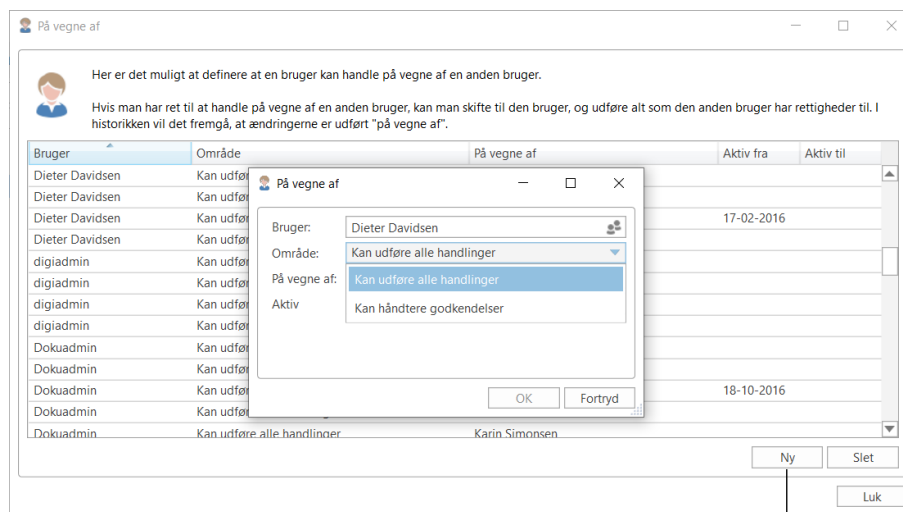 På vegne af
Her er det muligt at definere at en bruger kan handle på vegne af en anden bruger.
Hvis man har ret til at handle på vegne af en anden bruger, kan man skifte til den bruger, og udføre alt som den anden bruger har rettigheder til. I
historikken vil det fremgå, at ændringerne er udført "på vegne af".
Bruger Område På vegne af Aktiv fra Aktiv til
Dieter Davidsen Kan udfør
Dieter Davidsen Kan udfør
Dieter Davidsen Kan udfør 17-02-2016
Dieter Davidsen Kan udfør
digiadmin Kan udfør
digiadmin Kan udfør
digiadmin Kan udfør
digiadmin Kan udfør
Dokuadmin Kan udfør
Dokuadmin Kan udfør
Dokuadmin Kan udfør 18-10-2016
Dokuadmin Kan udfør
Dokuadmin Kan udføre alle handlinger Karin Simonsen
På vegne af
Bruger: Dieter Davidsen
Område: Kan udføre alle handlinger
På vegne af: Kan udføre alle handlinger
Aktiv Kan håndtere godkendelser
OK Fortryd
Ny Slet
Luk